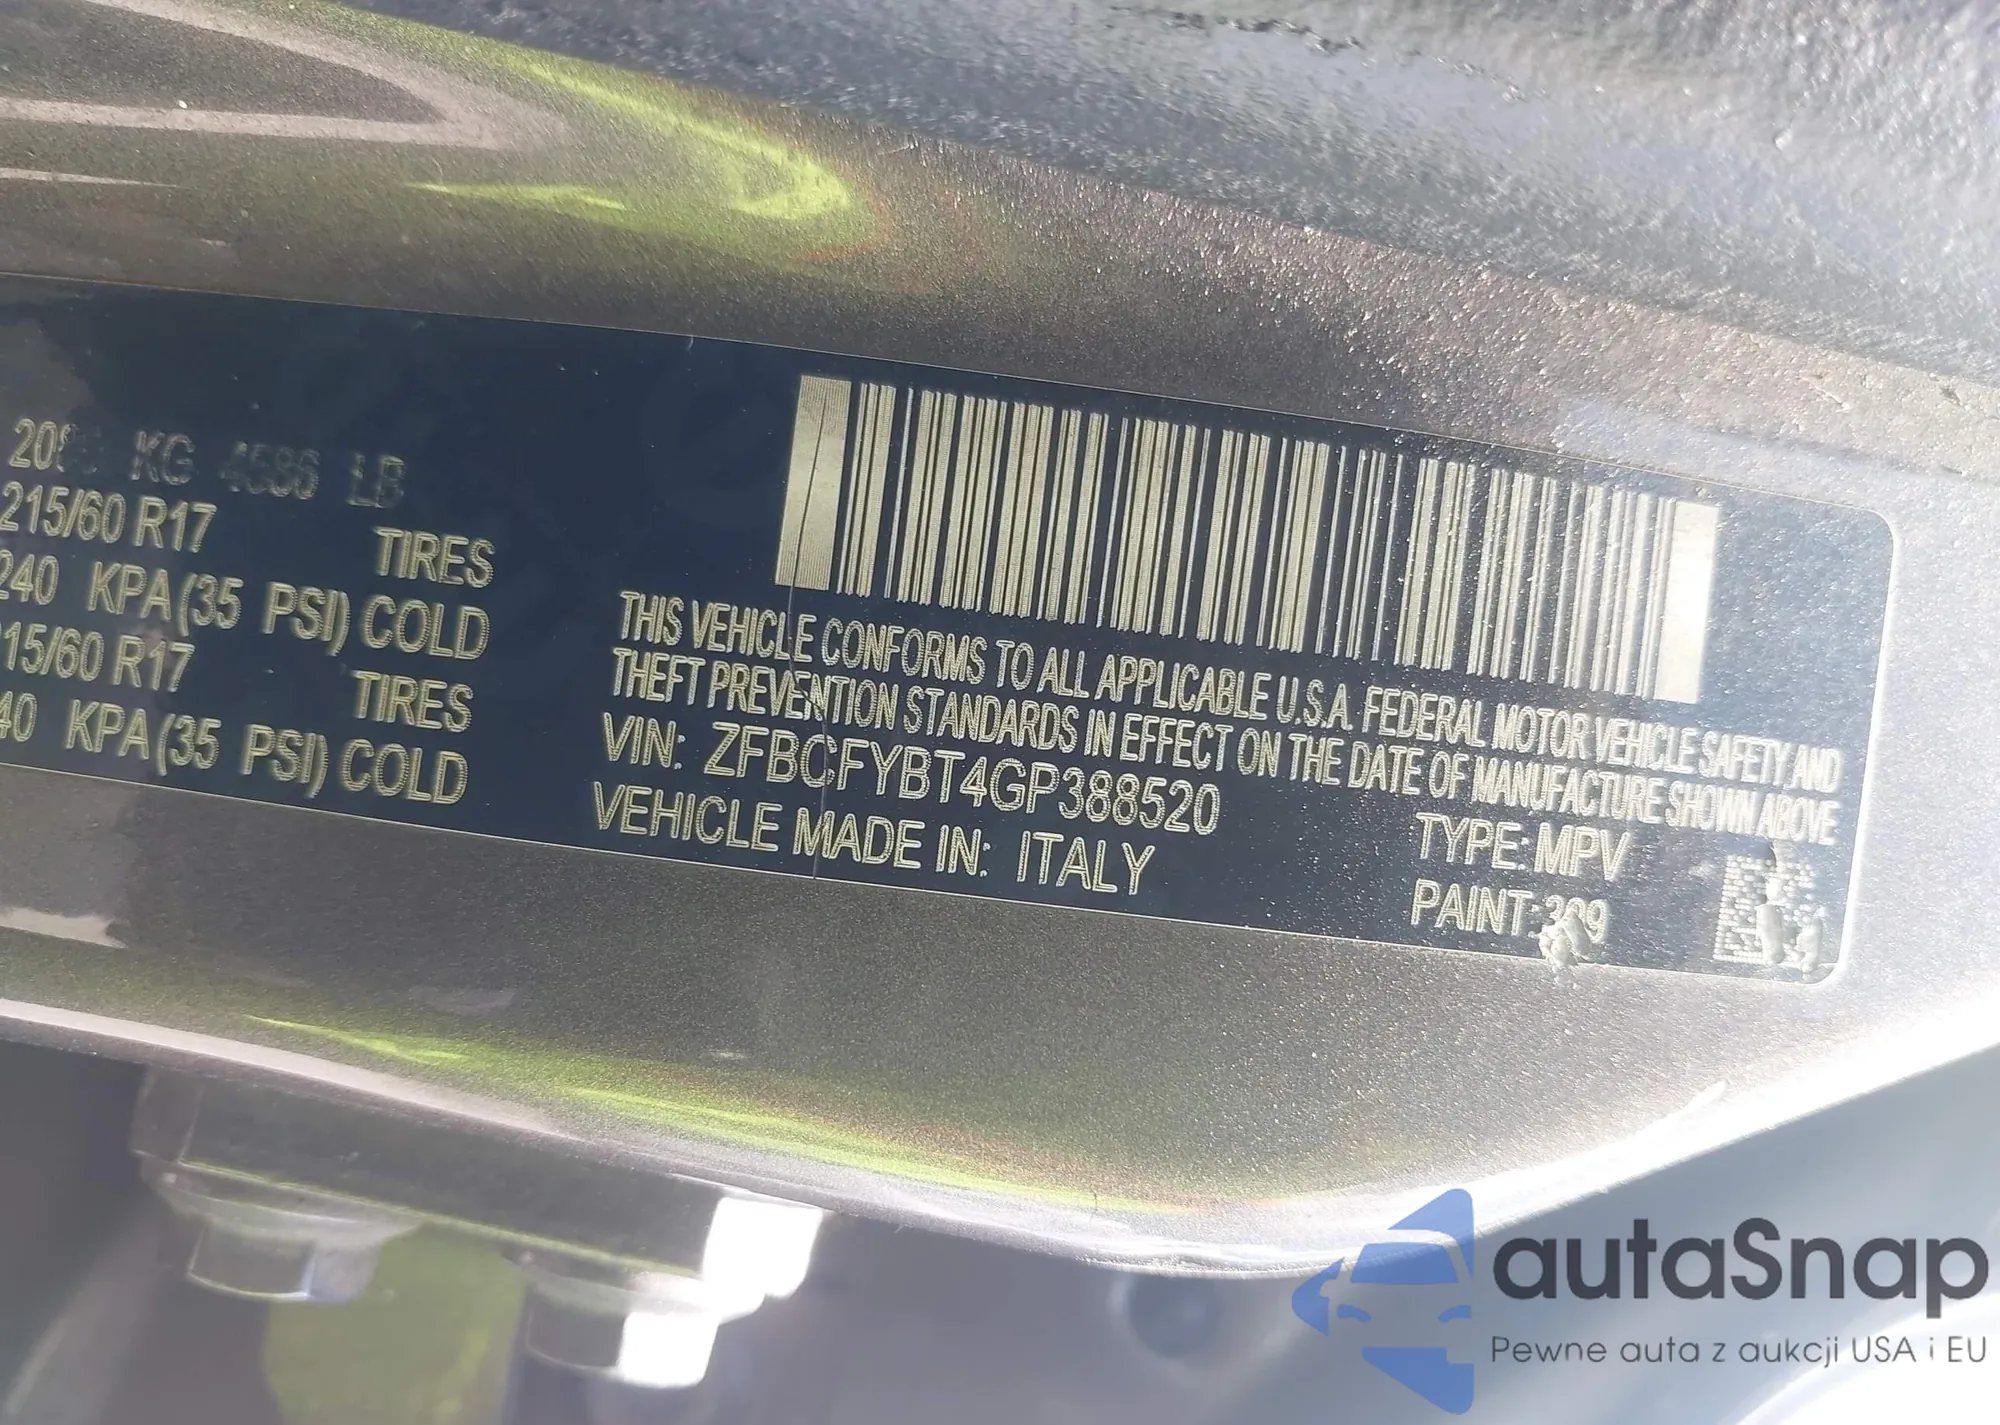 KG 4586 LB
215/60 R17 TIRES
240 KPA(35 PSI) COLD
15/60 R17 TIRES
40 KPA(35 PSI) COLD
THIS VEHICLE CONFORMS TO ALL APPLICABLE U.S.A. FEDERAL MOTOR VEHICLE SAFETY AND
THEFT PREVENTION STANDARDS IN EFFECT ON THE DATE OF MANUFACTURE SHOWN ABOVE
VIN: ZFBCFYBT4GP388520 TYPE: MPV
VEHICLE MADE IN: ITALY PAINT:
autaSnap
Pewne auta z aukcji USA i EU